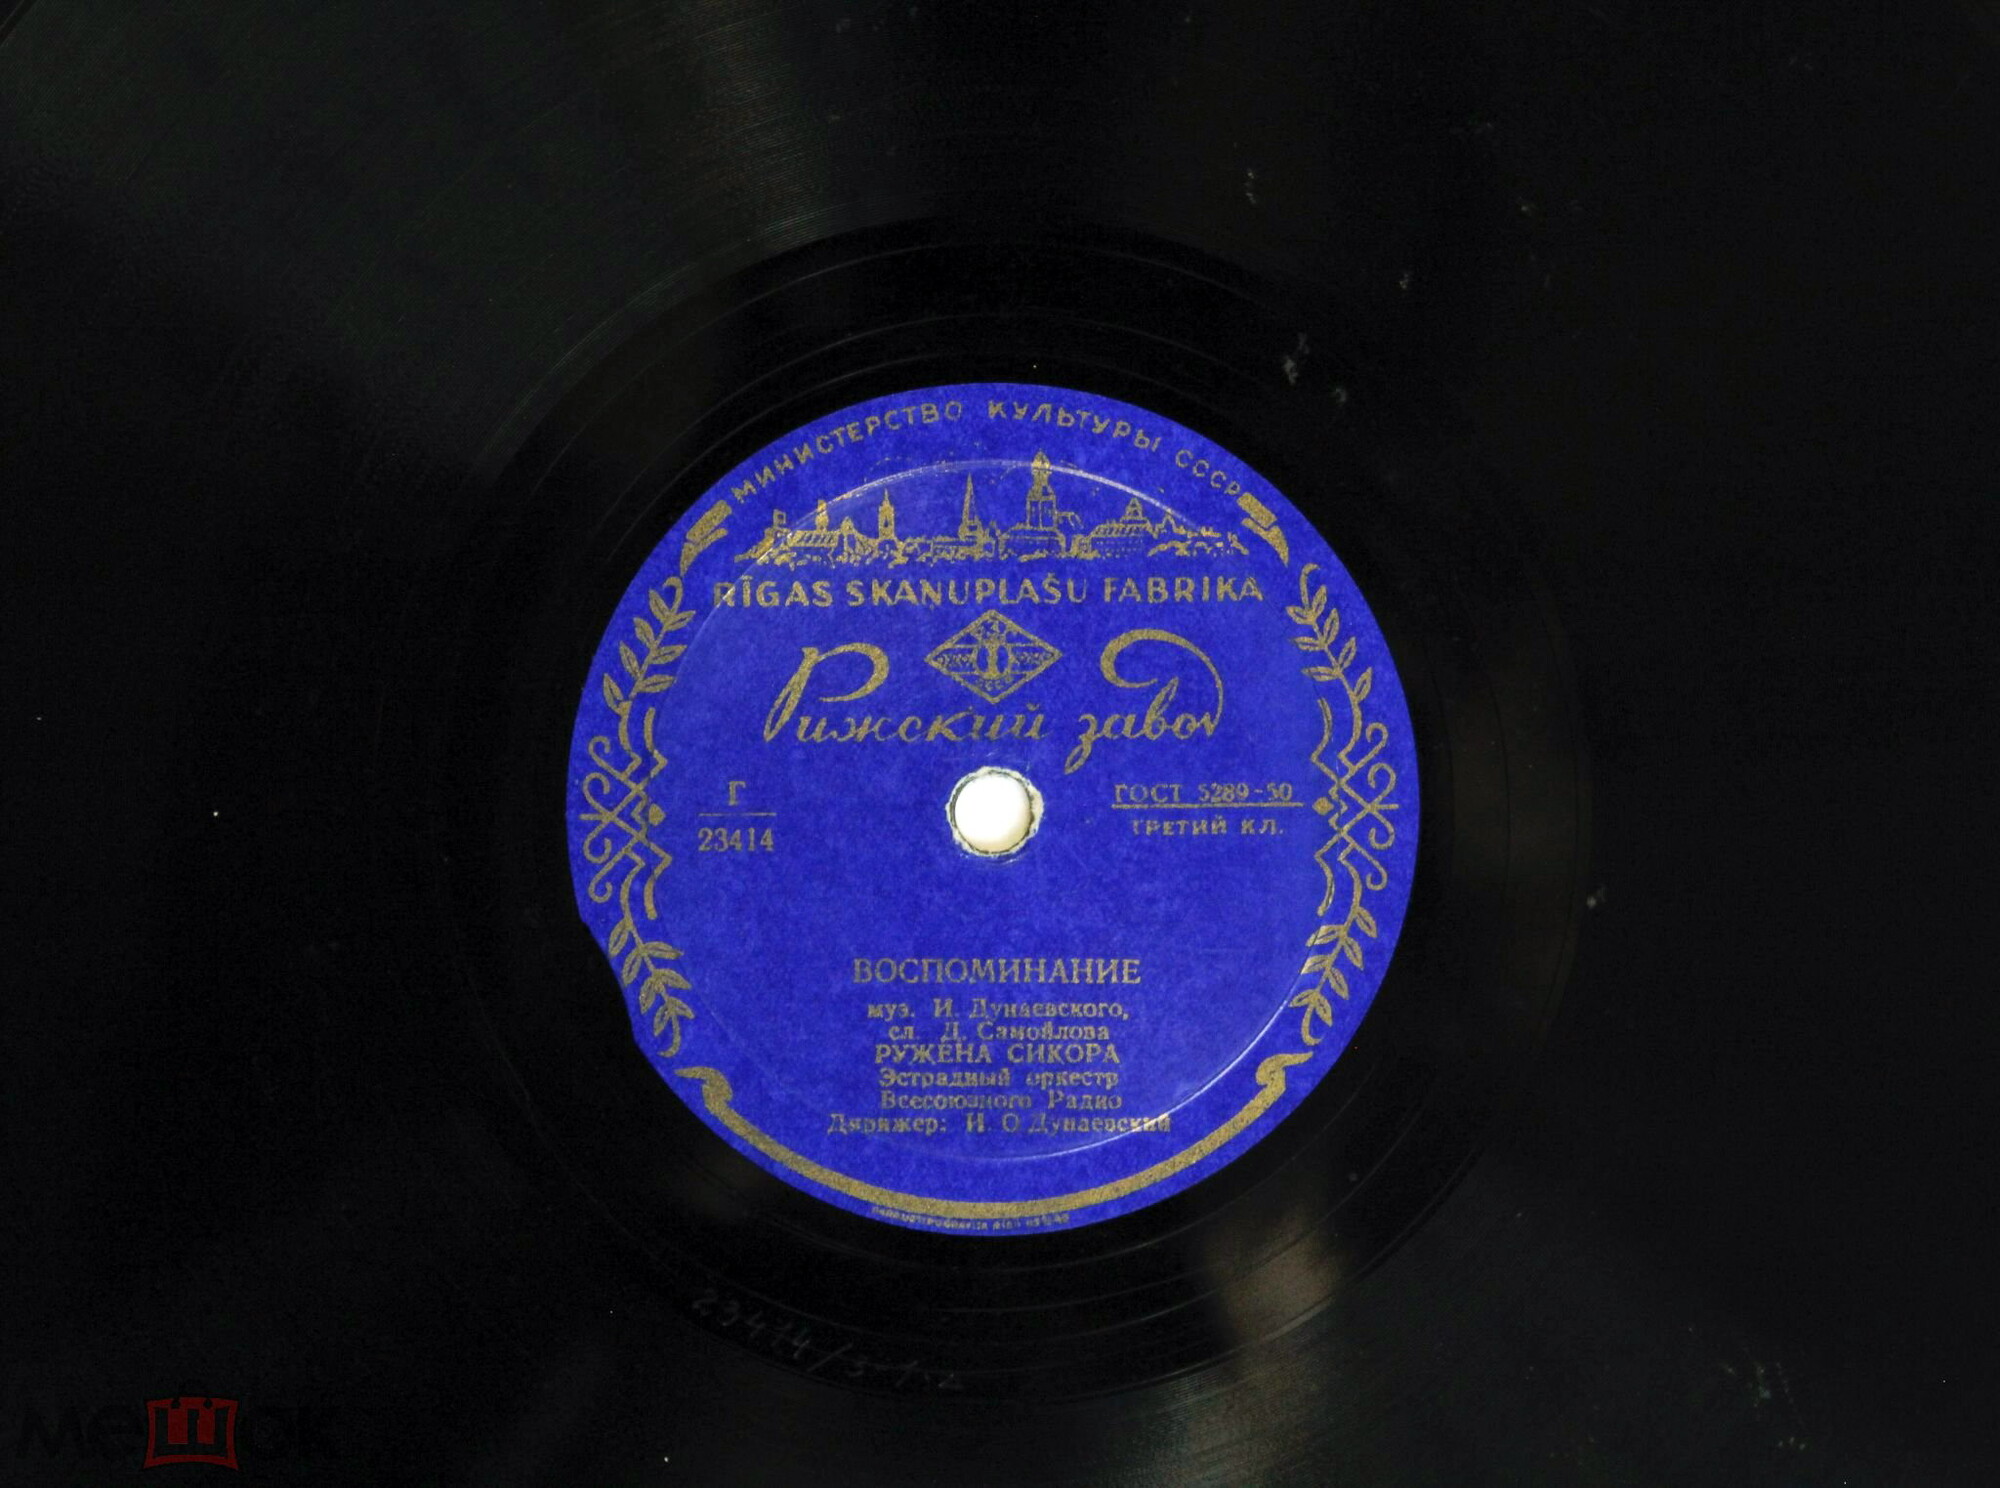 МИНИСТЕРСТВО КУЛЬТУРЫ СССР
RĪGAS SKAŅUPLAŠU FABRIKA
Рижский завод
Г
23414
ГОСТ 5289-50
ТРЕТИЙ КЛ.
ВОСПОМИНАНИЕ
муз. И. Дунаевского,
сл. Д. Самойлова
РУЖЕНА СИКОРА
Эстрадный оркестр
Всесоюзного Радио
Дирижер: И. О Дунаевский
мешок